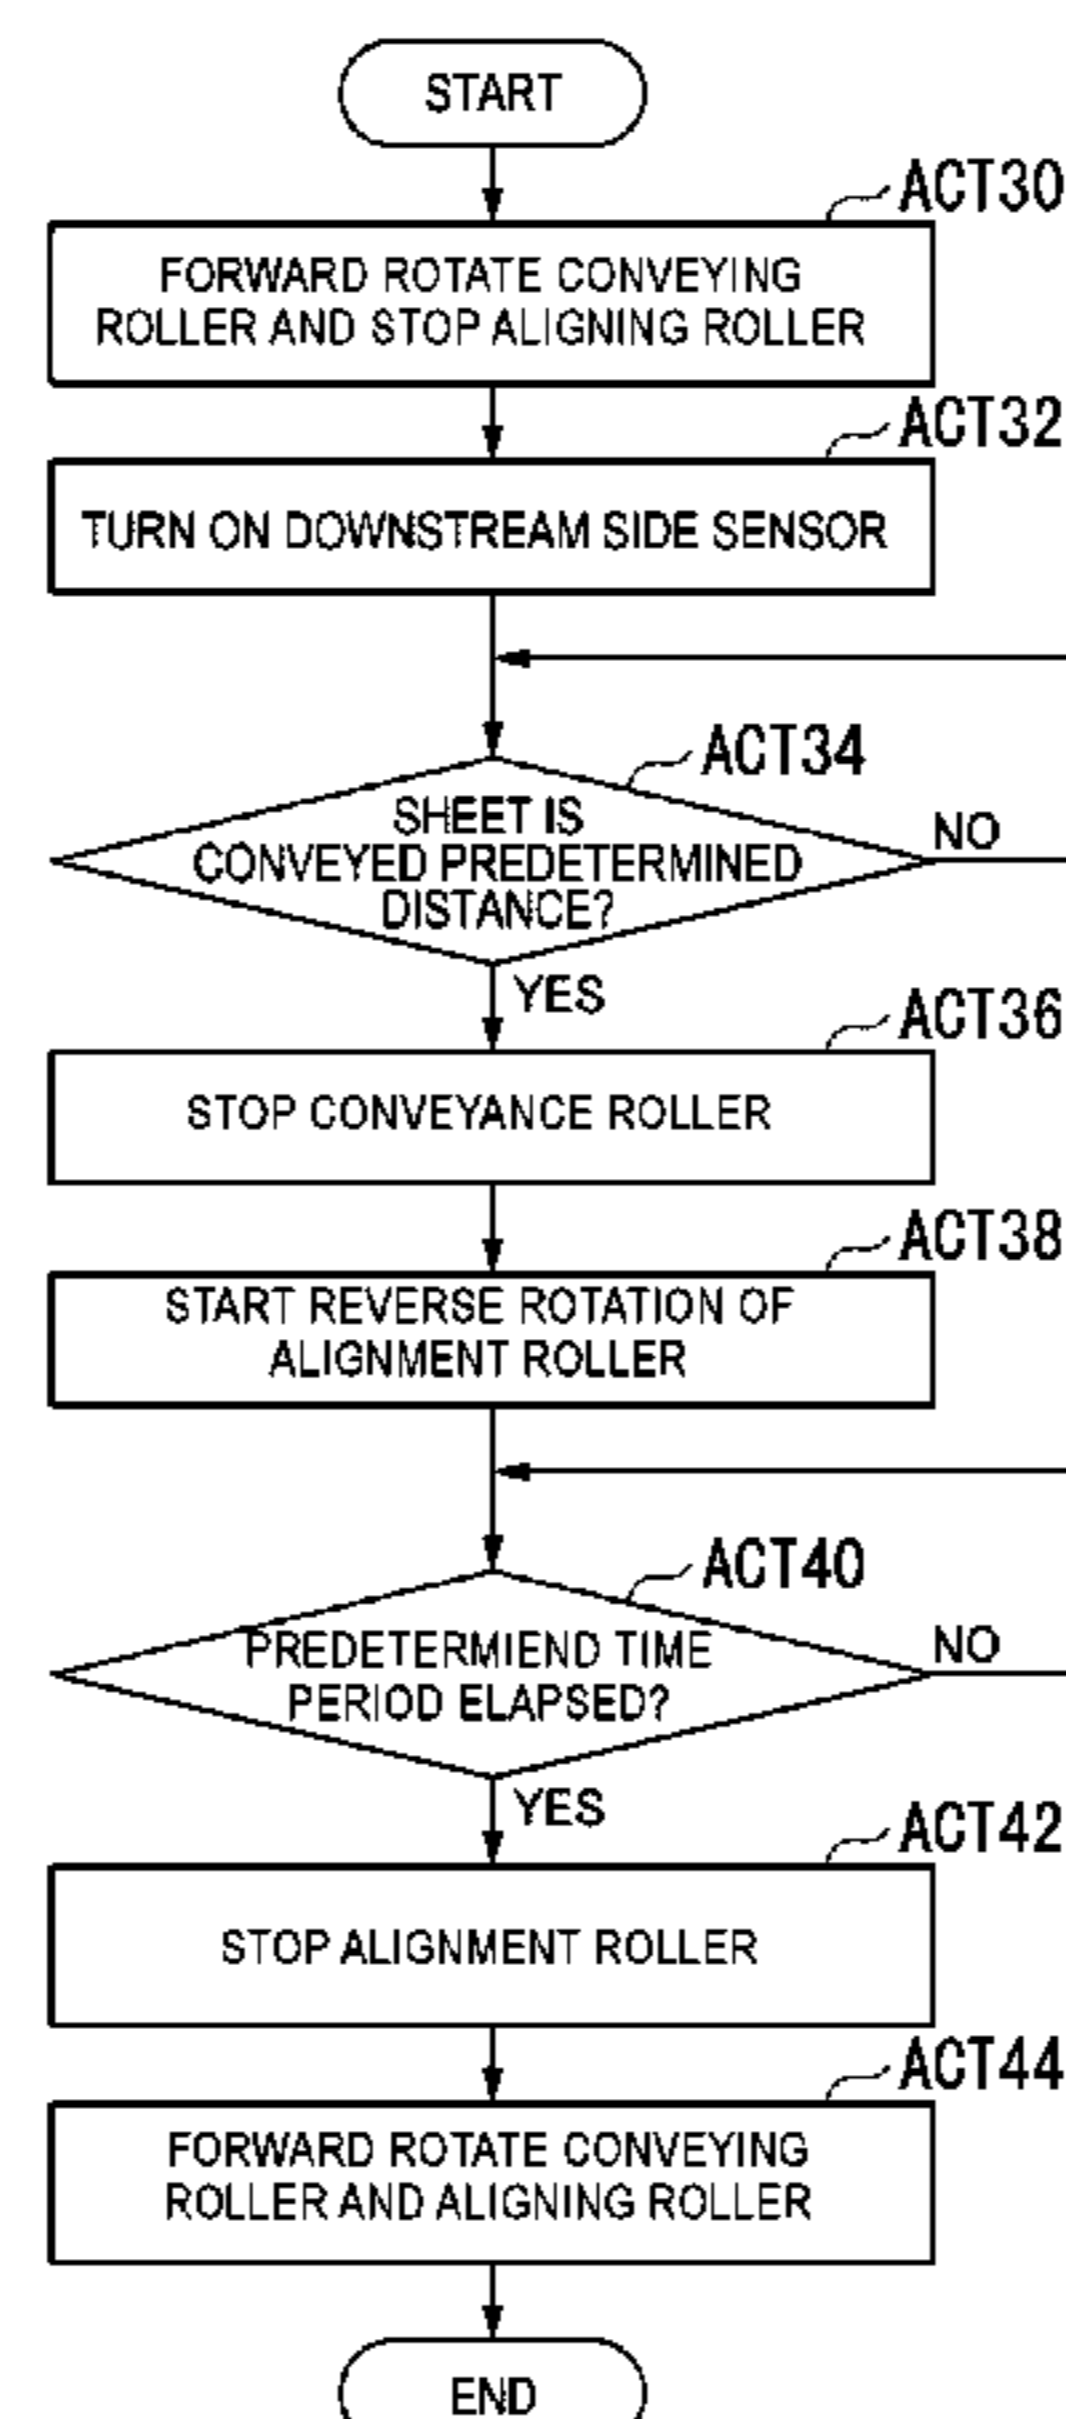 START
ACT30
FORWARD ROTATE CONVEYING
ROLLER AND STOP ALIGNING ROLLER
ACT32
TURN ON DOWNSTREAM SIDE SENSOR
ACT34
SHEET IS
CONVEYED PREDETERMINED
DISTANCE?
NO
YES
ACT36
STOP CONVEYANCE ROLLER
ACT38
START REVERSE ROTATION OF
ALIGNMENT ROLLER
ACT40
PREDETERMIEND TIME
PERIOD ELAPSED?
NO
YES
ACT42
STOP ALIGNMENT ROLLER
ACT44
FORWARD ROTATE CONVEYING
ROLLER AND ALIGNING ROLLER
END